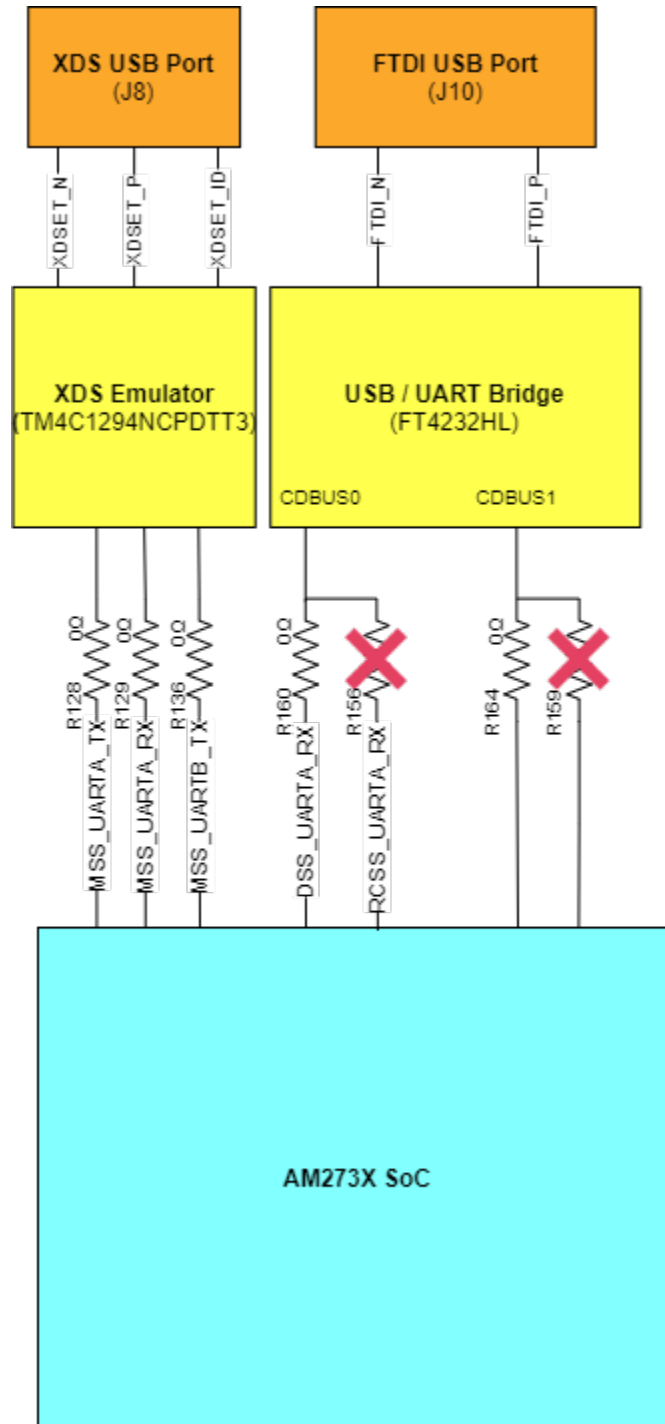 XDS USB Port
(J8)
FTDI USB Port
(J10)
XDSET_N
XDSET_P
XDSET_ID
FTDI_N
FTDI_P
XDS Emulator
(TM4C1294NCPDTT3)
USB / UART Bridge
(FT4232HL)
CDBUS0
CDBUS1
0Ω
0Ω
0Ω
0Ω
0Ω
R128
R129
R136
R160
R156
R164
R159
MSS_UARTA_TX
MSS_UARTA_RX
MSS_UARTB_TX
DSS_UARTA_RX
RCSS_UARTA_RX
AM273X SoC